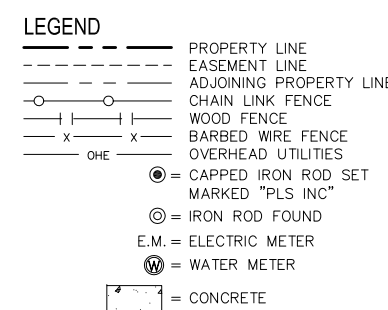 LEGEND
PROPERTY LINE
EASEMENT LINE
ADJOINING PROPERTY LINE
CHAIN LINK FENCE
WOOD FENCE
X X BARBED WIRE FENCE
OHE OVERHEAD UTILITIES
= CAPPED IRON ROD SET
MARKED "PLS INC"
= IRON ROD FOUND
E.M. = ELECTRIC METER
W = WATER METER
= CONCRETE